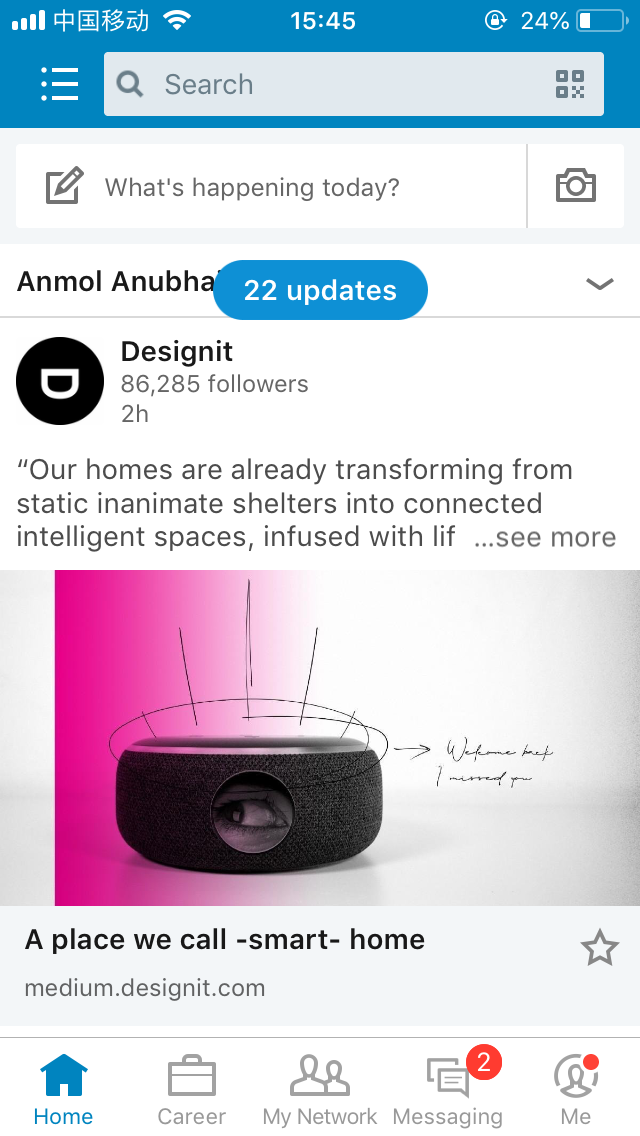 中国移动 15:45 24%
Search
What's happening today?
Anmol Anubha
22 updates
Designit
86,285 followers
2h
“Our homes are already transforming from
static inanimate shelters into connected
intelligent spaces, infused with lif ...see more
Welcome back
I missed you
A place we call -smart- home
medium.designit.com
2
Home Career My Network Messaging Me